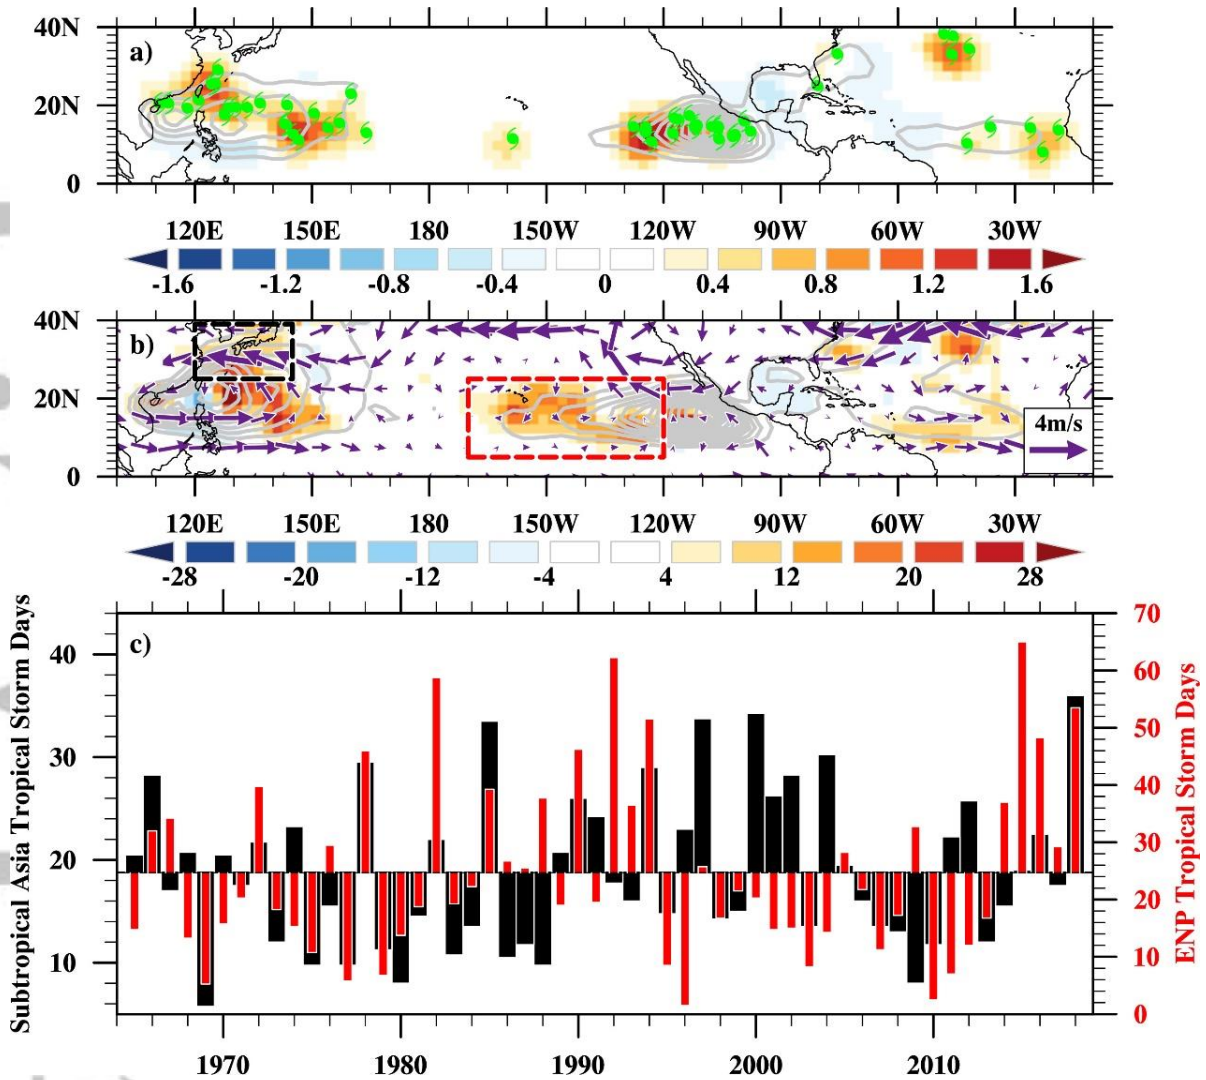 40N
a)
20N
0
120E 150E 180 150W 120W 90W 60W 30W
-1.6 -1.2 -0.8 -0.4 0 0.4 0.8 1.2 1.6
40N
b)
20N
4m/s
0
120E 150E 180 150W 120W 90W 60W 30W
-28 -20 -12 -4 4 12 20 28
Subtropical Asia Tropical Storm Days
c)
40
30
20
10
70
60
50
40
30
20
10
0
ENP Tropical Storm Days
1970 1980 1990 2000 2010